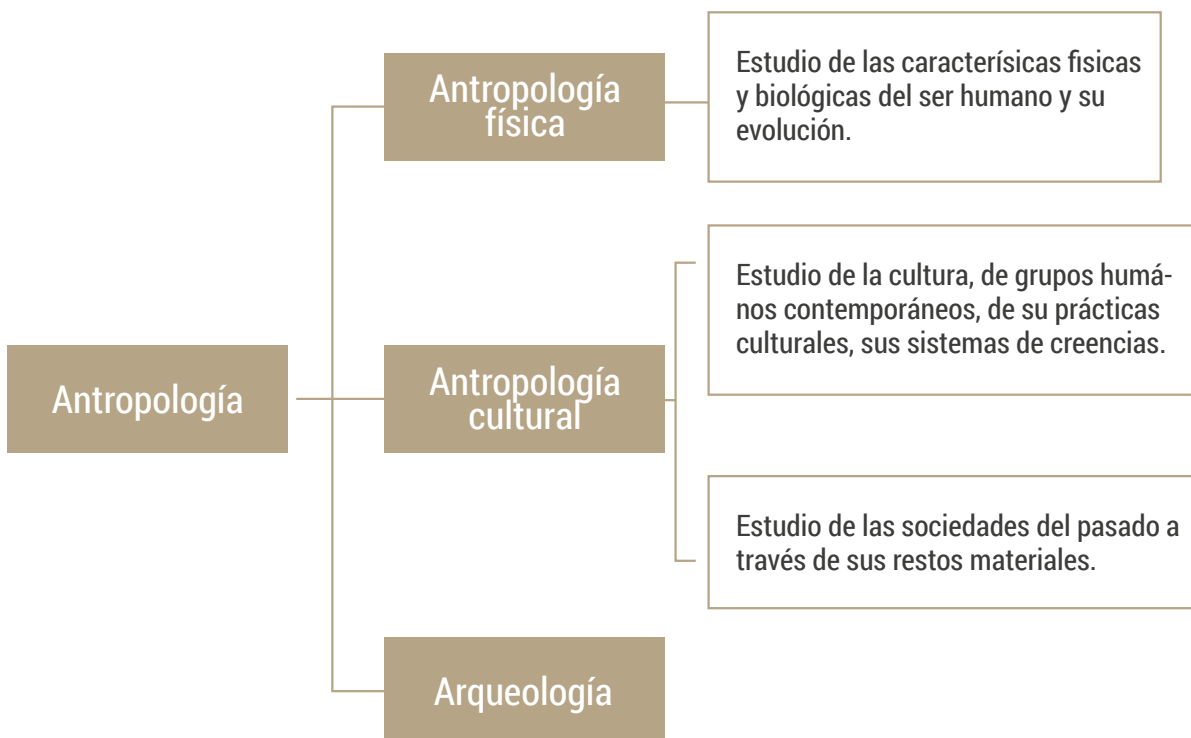 Antropología
Antropología
física
Estudio de las caracterísicas fisicas
y biológicas del ser humano y su
evolución.
Antropología
cultural
Estudio de la cultura, de grupos humá-
nos contemporáneos, de su prácticas
culturales, sus sistemas de creencias.
Estudio de las sociedades del pasado a
través de sus restos materiales.
Arqueología